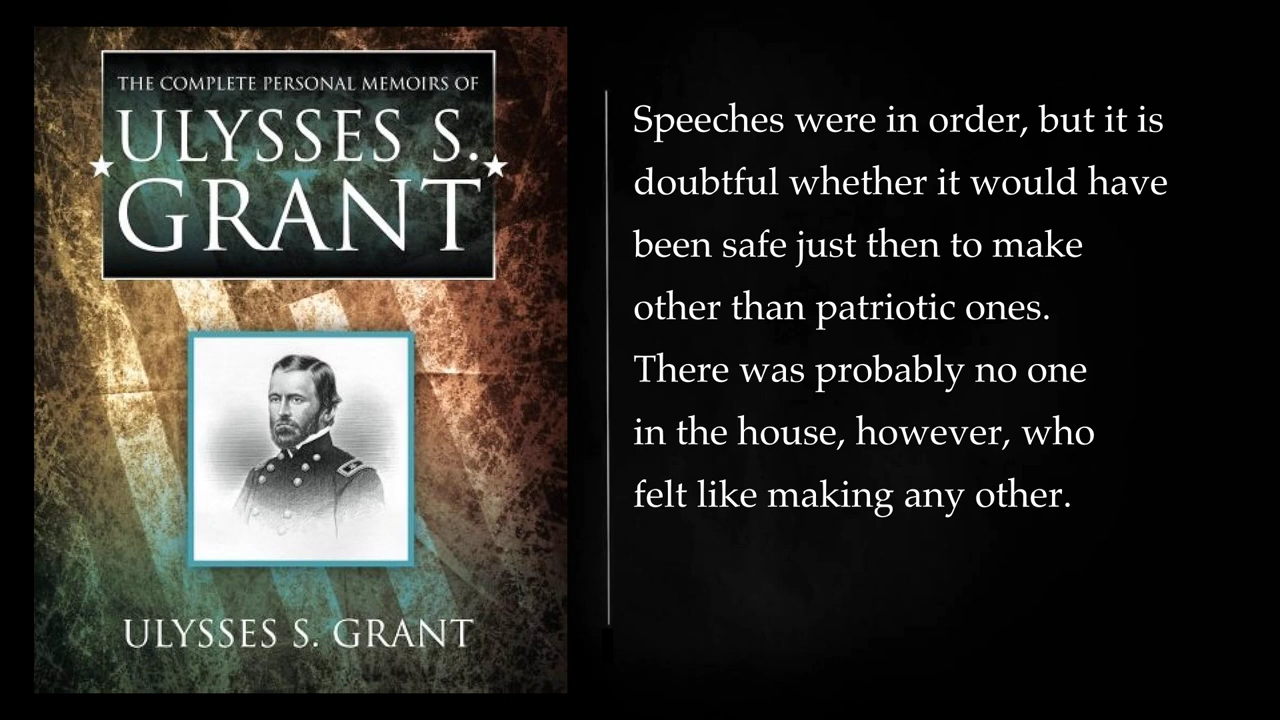 THE COMPLETE PERSONAL MEMOIRS OF
ULYSSES S.
GRANT
ULYSSES S. GRANT
Speeches were in order, but it is
doubtful whether it would have
been safe just then to make
other than patriotic ones.
There was probably no one
in the house, however, who
felt like making any other.